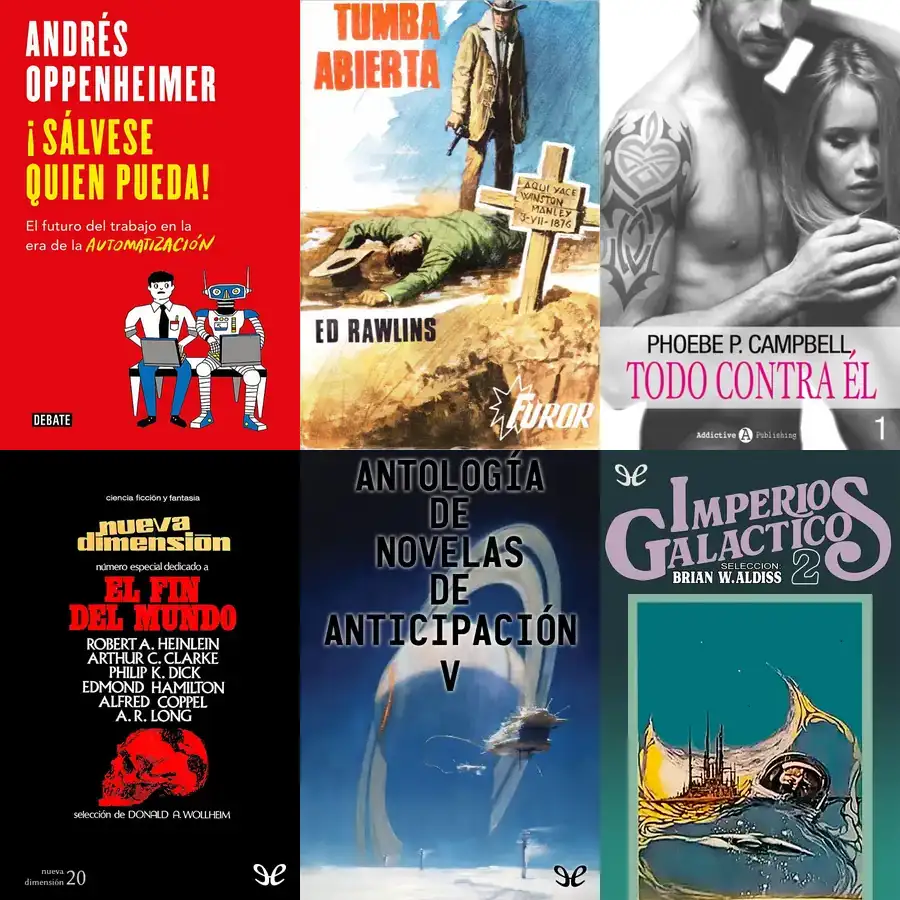 ANDRÉS
OPPENHEIMER
¡SÁLVESE
QUIEN PUEDA!
El futuro del trabajo en la
era de la AUTOMATIZACIÓN
DEBATE
TUMBA
ABIERTA
AQUI YACE
WINSTON
MANLEY
3-VII-1876
ED RAWLINS
FUROR
PHOEBE P. CAMPBELL
TODO CONTRA ÉL
Addictive A Publishing
1
ciencia ficción y fantasia
nueva
dimensión
número especial dedicado a
EL FIN
DEL MUNDO
ROBERT A. HEINLEIN
ARTHUR C. CLARKE
PHILIP K. DICK
EDMOND HAMILTON
ALFRED COPPEL
A. R. LONG
selección de DONALD A. WOLLHEIM
nueva
dimensión 20
ANTOLOGÍA
DE
NOVELAS
DE
ANTICIPACIÓN
V
IMPERIOS
GALACTICOS
SELECCION:
BRIAN W. ALDISS 2